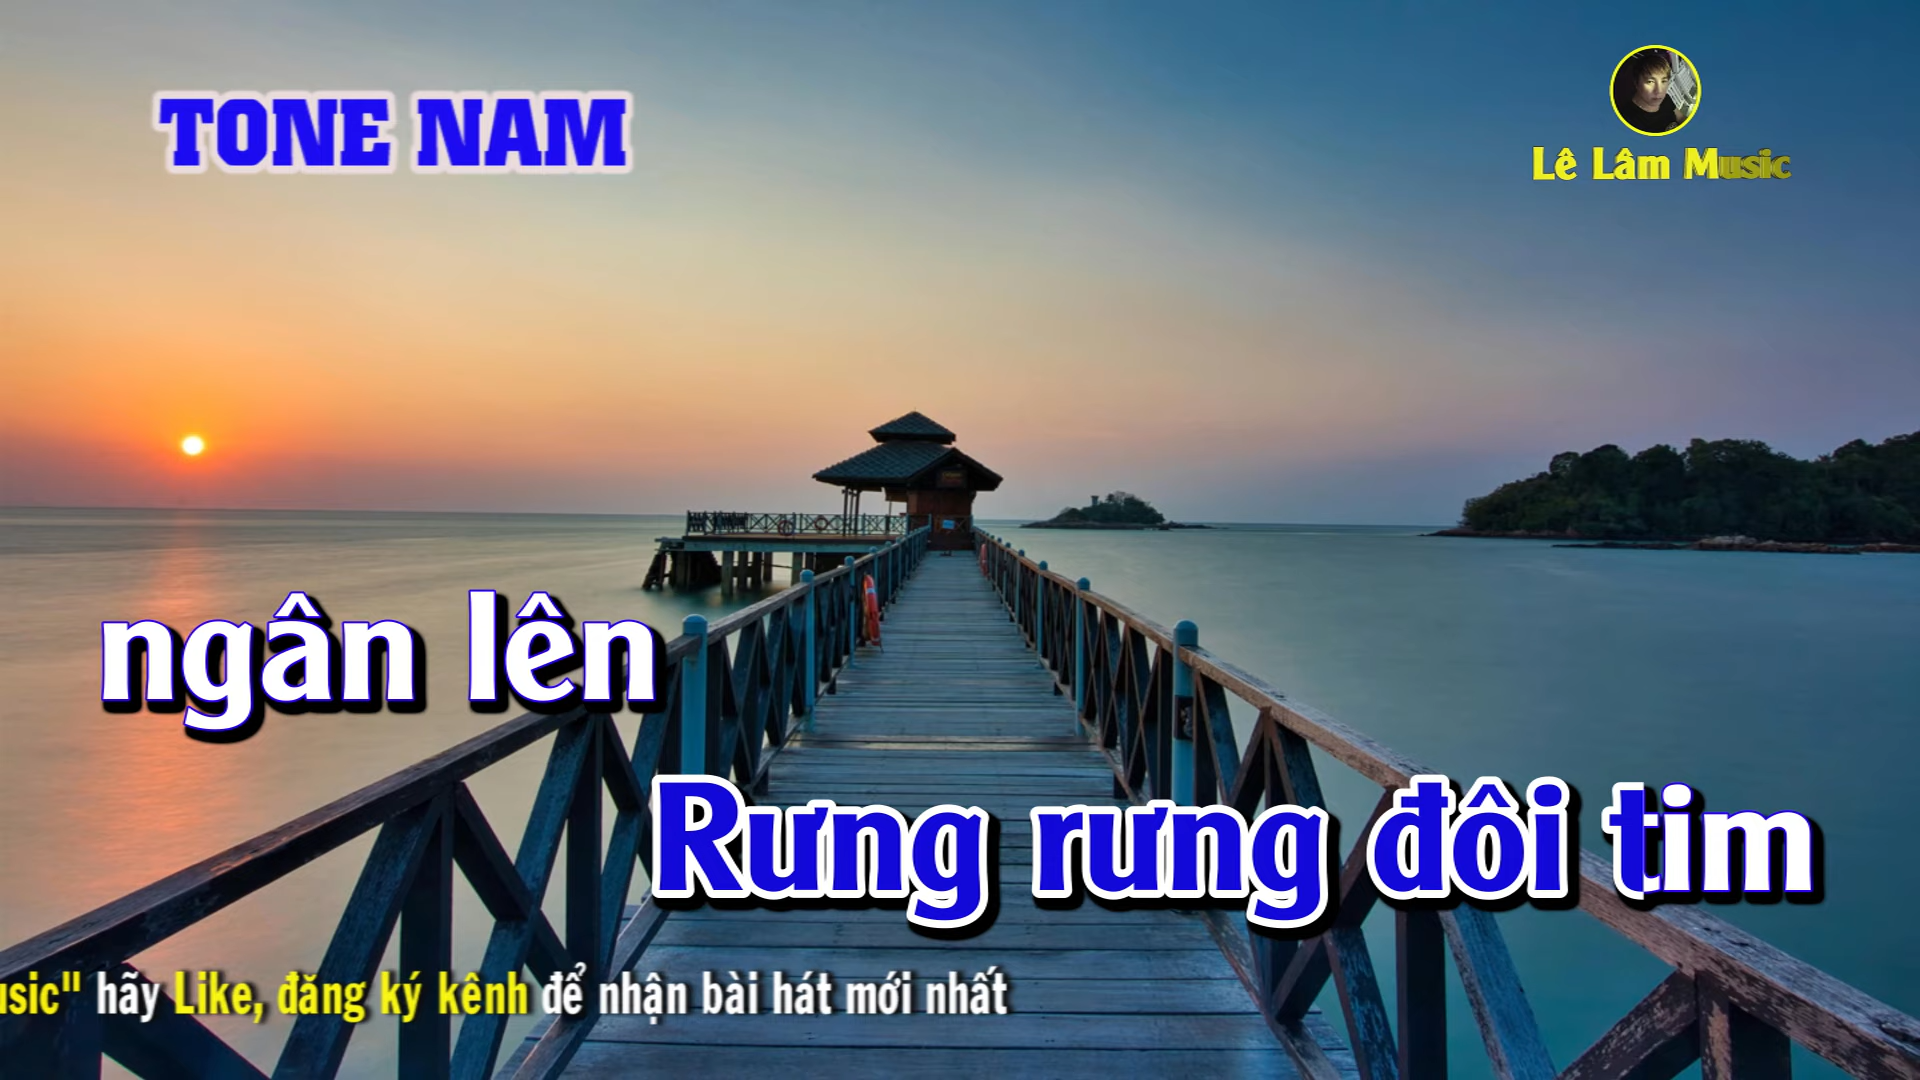 TONE NAM
Lê Lâm Music
ngân lên
Rưng rưng đôi tim
usic" hãy Like, đăng ký kênh để nhận bài hát mới nhất